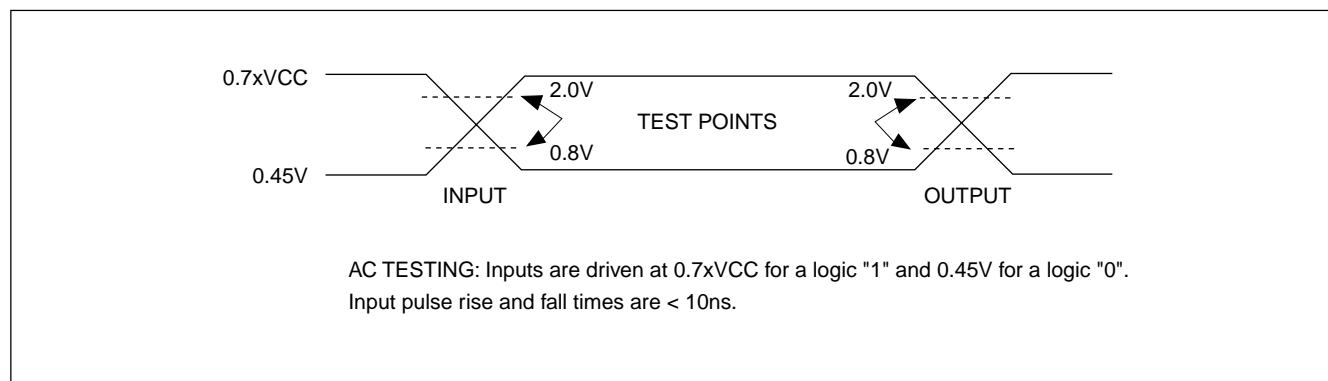 0.7xVCC
2.0V
2.0V
TEST POINTS
0.8V
0.8V
0.45V
INPUT
OUTPUT
AC TESTING: Inputs are driven at 0.7xVCC for a logic "1" and 0.45V for a logic "0".
Input pulse rise and fall times are < 10ns.